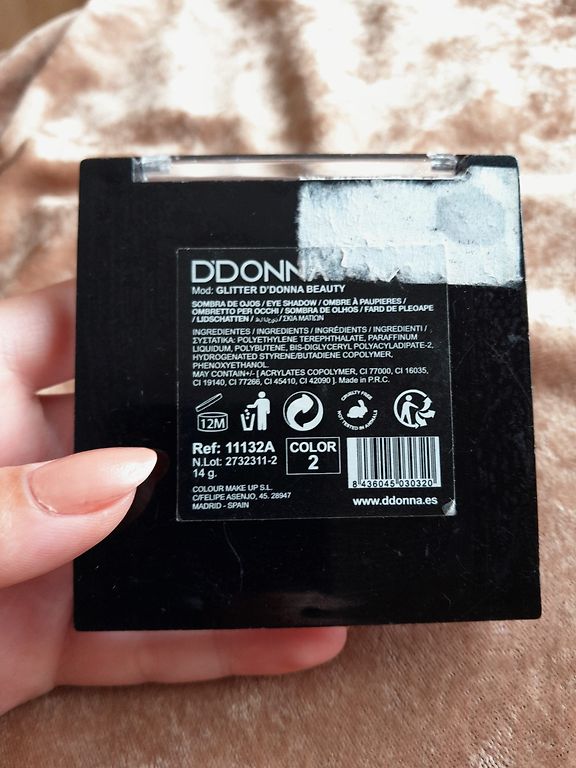 D'DONNA
Mod: GLITTER D'DONNA BEAUTY
SOMBRA DE OJOS / EYE SHADOW / OMBRE À PAUPIERES /
OMBRETTO PER OCCHI / SOMBRA DE OLHOS / FARD DE PLEOAPE
/ LIDSCHATTEN / / ΣΚΙΑ ΜΑΤΙΩΝ
INGREDIENTES / INGREDIENTS / INGRÉDIENTS / INGREDIENTI /
ΣΥΣΤΑΤΙΚΑ: POLYETHYLENE TEREPHTHALATE, PARAFFINUM
LIQUIDUM, POLYBUTENE, BIS-DIGLYCERYL POLYACYLADIPATE-2,
HYDROGENATED STYRENE/BUTADIENE COPOLYMER,
PHENOXYETHANOL.
MAY CONTAIN+/- [ ACRYLATES COPOLYMER, CI 77000, CI 16035,
CI 19140, CI 77266, CI 45410, CI 42090 ]. Made in P.R.C.
12M
CRUELTY FREE
NOT TESTED IN ANIMALS
Ref: 11132A
N.Lot: 2732311-2
14 g.
COLOR
2
COLOUR MAKE UP S.L.
C/FELIPE ASENJO, 45. 28947
MADRID - SPAIN
8 436045 030320
www.ddonna.es